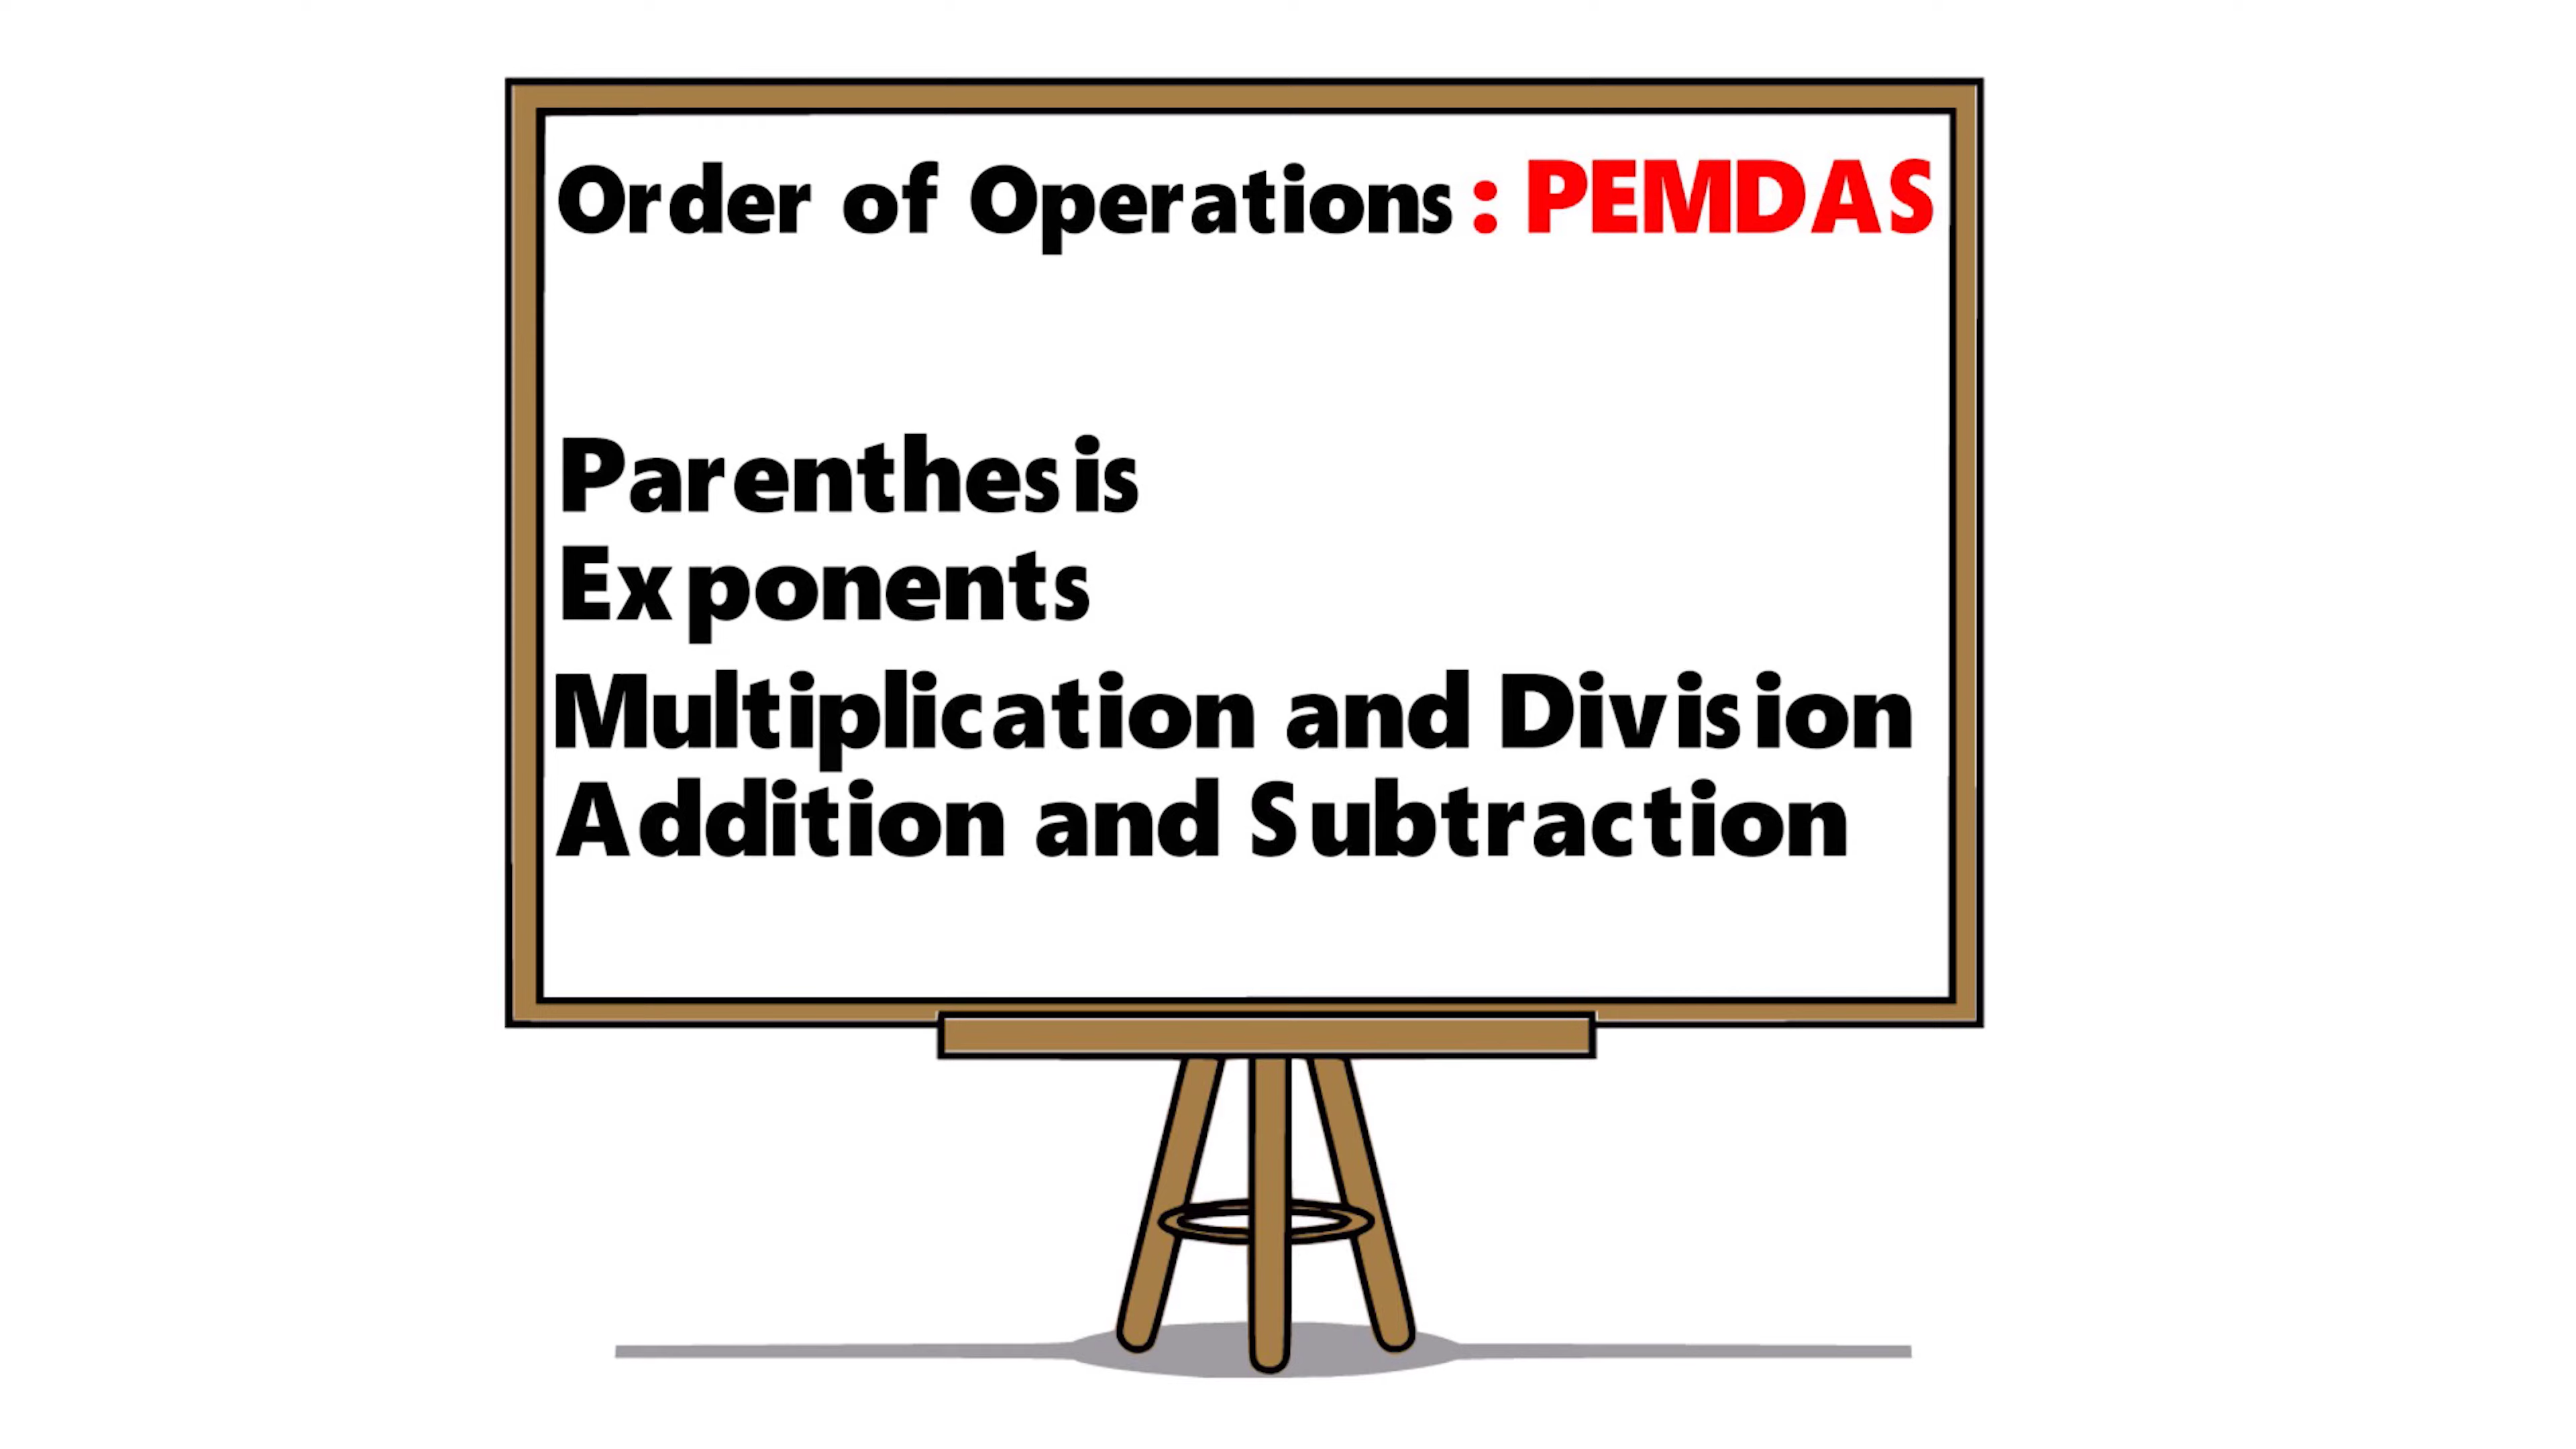 Order of Operations : PEMDAS
Parenthesis
Exponents
Multiplication and Division
Addition and Subtraction